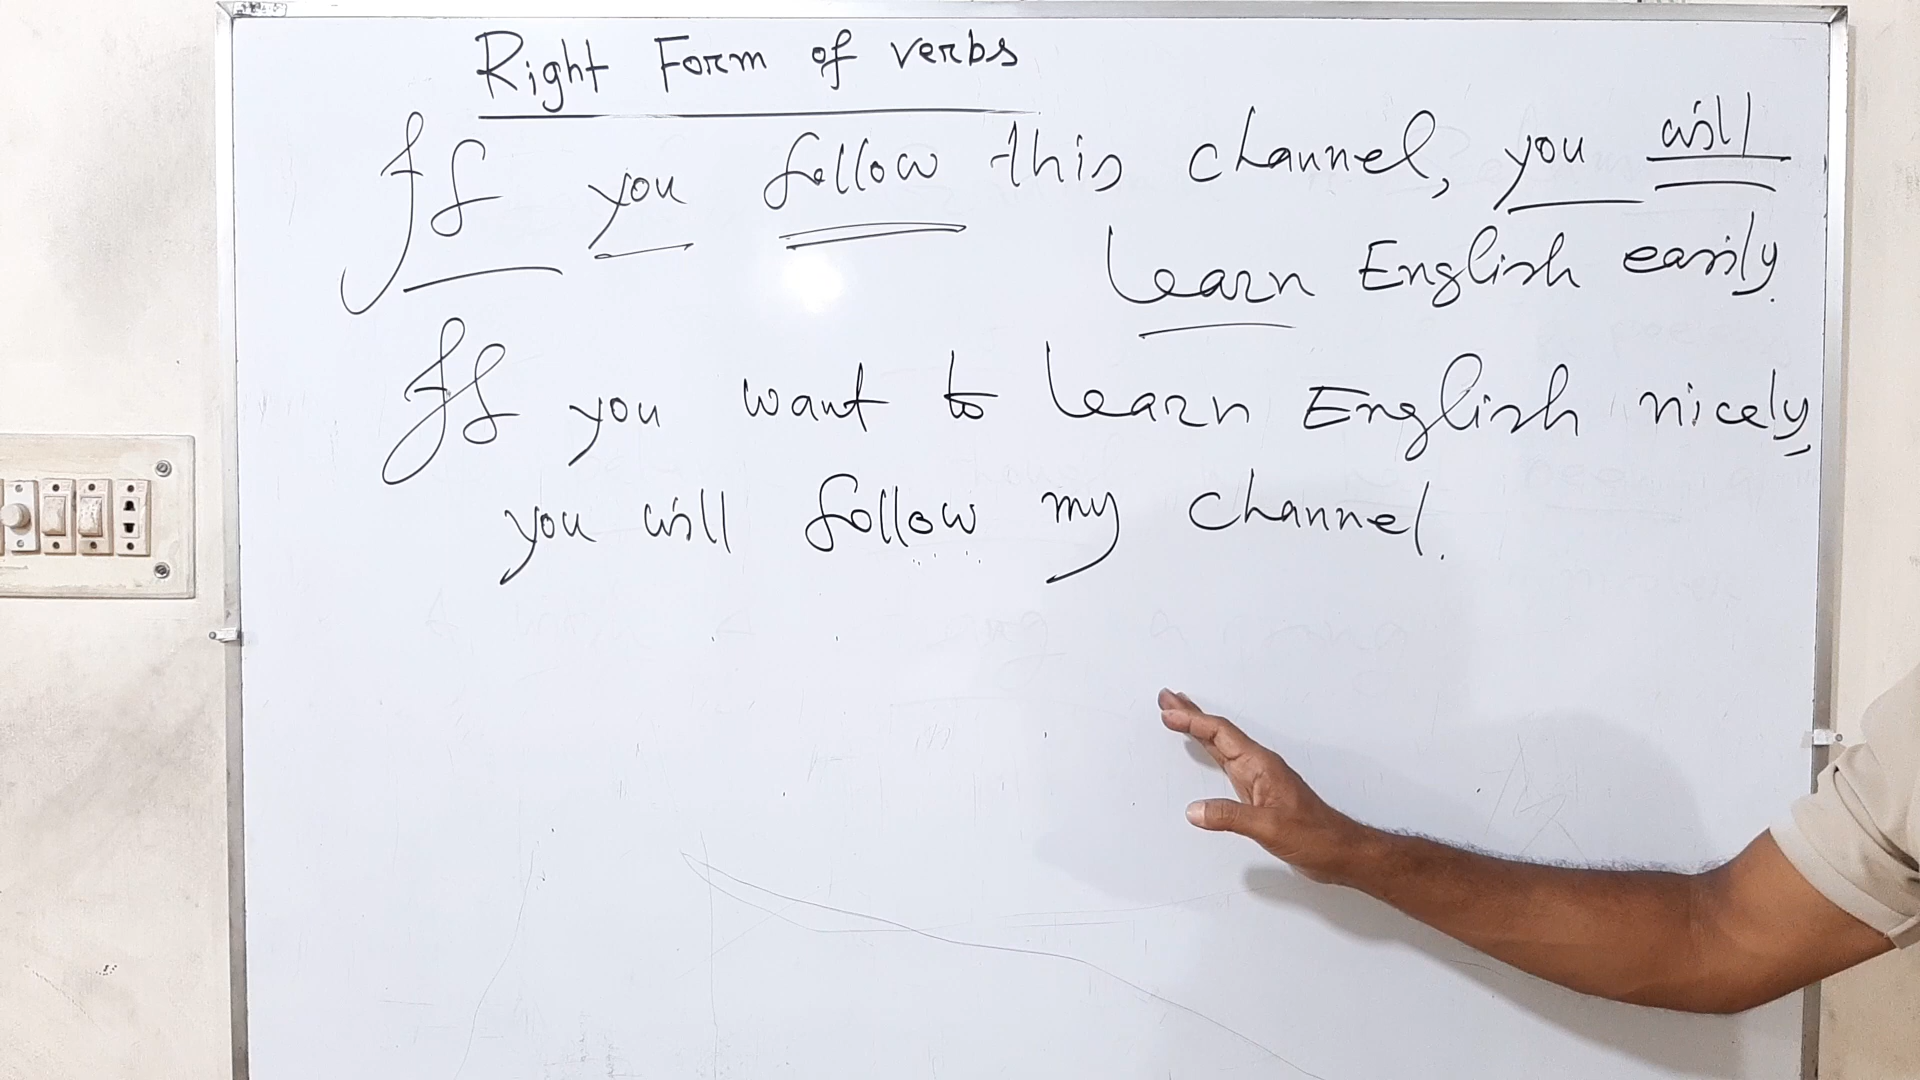 Right Form of verbs
If you follow this channel, you will
learn English easily.
If you want to learn English nicely,
you will follow my channel.